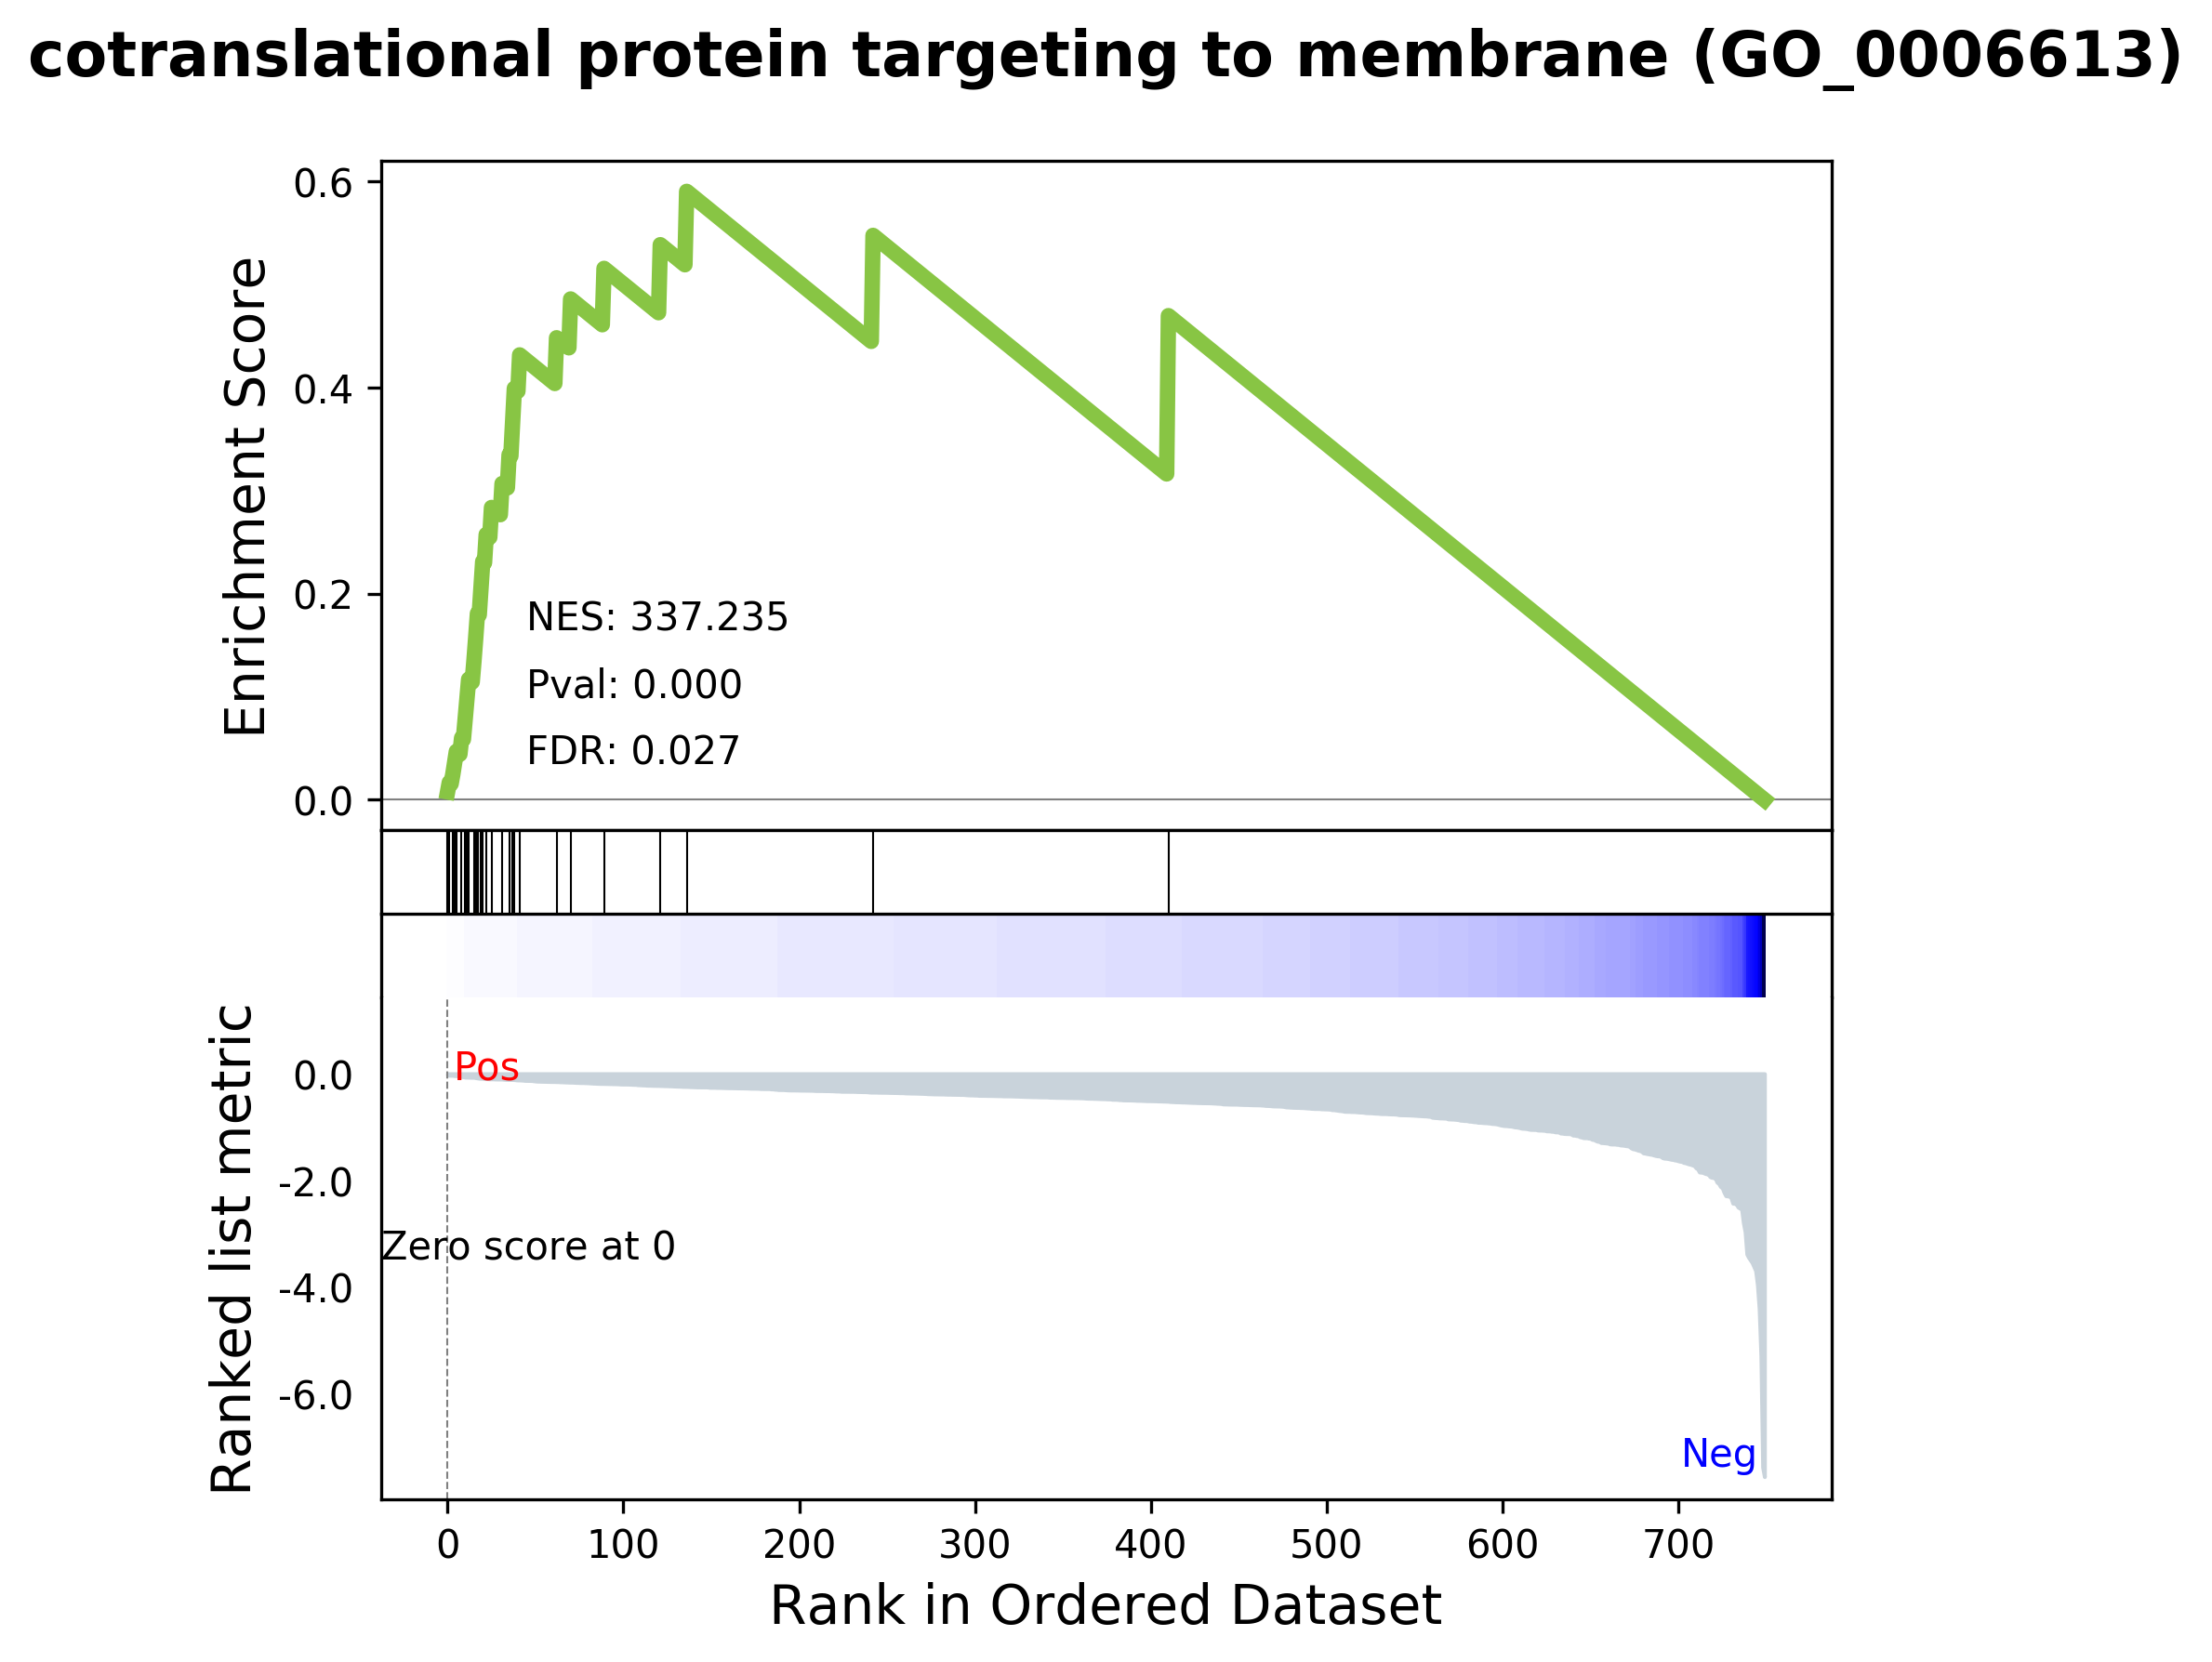 cotranslational protein targeting to membrane (GO_0006613)
0.6
0.4
0.2
0.0
Enrichment Score
NES: 337.235
Pval: 0.000
FDR: 0.027
Pos
0.0
-2.0
-4.0
-6.0
Ranked list metric
Zero score at 0
Neg
0 100 200 300 400 500 600 700
Rank in Ordered Dataset